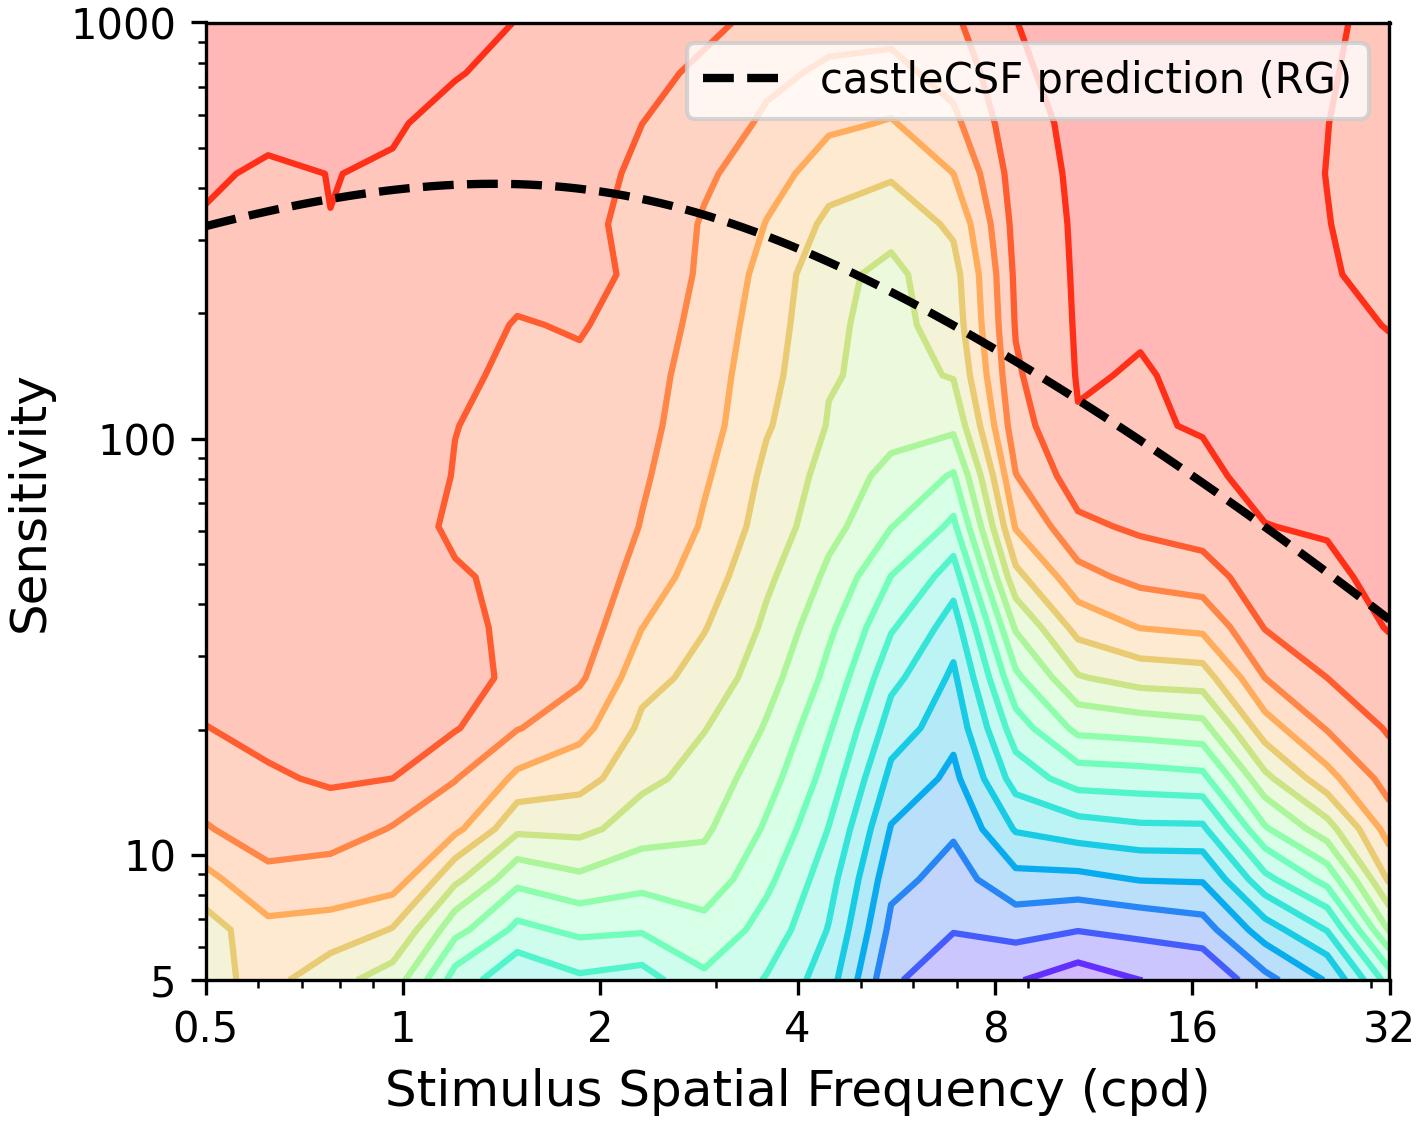 1000
castleCSF prediction (RG)
Sensitivity
100
10
5
0.5 1 2 4 8 16 32
Stimulus Spatial Frequency (cpd)